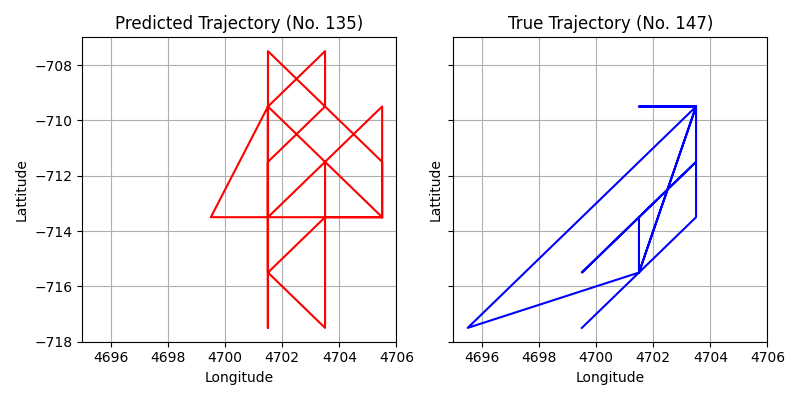 Predicted Trajectory (No. 135)
True Trajectory (No. 147)
Lattitude
−708
−710
−712
−714
−716
−718
4696 4698 4700 4702 4704 4706
Longitude
Lattitude
4696 4698 4700 4702 4704 4706
Longitude